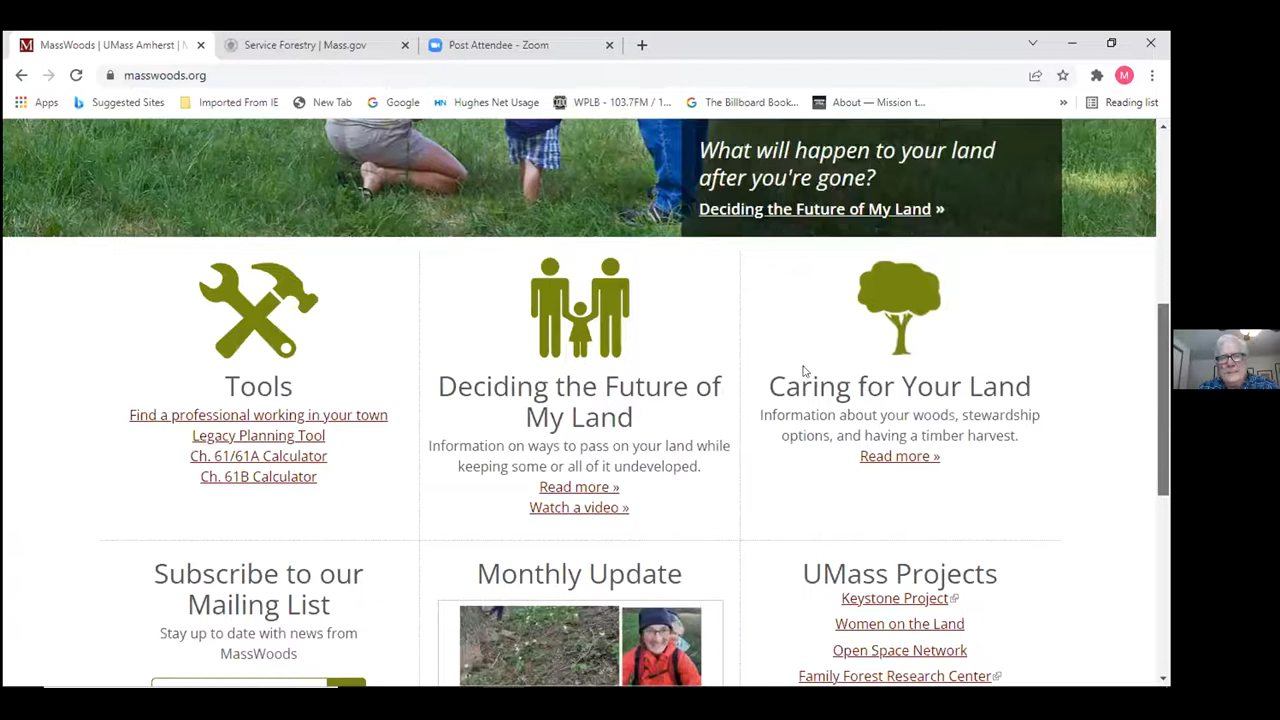 MassWoods | UMass Amherst | M
Service Forestry | Mass.gov
Post Attendee - Zoom
masswoods.org
M
Apps
Suggested Sites
Imported From IE
New Tab
Google
HN
Hughes Net Usage
WPLB - 103.7FM / 1...
The Billboard Book...
About — Mission t...
»
Reading list
What will happen to your land
after you're gone?
Deciding the Future of My Land »
Tools
Find a professional working in your town
Legacy Planning Tool
Ch. 61/61A Calculator
Ch. 61B Calculator
Deciding the Future of
My Land
Information on ways to pass on your land while
keeping some or all of it undeveloped.
Read more »
Watch a video »
Caring for Your Land
Information about your woods, stewardship
options, and having a timber harvest.
Read more »
Subscribe to our
Mailing List
Stay up to date with news from
MassWoods
Monthly Update
UMass Projects
Keystone Project
Women on the Land
Open Space Network
Family Forest Research Center